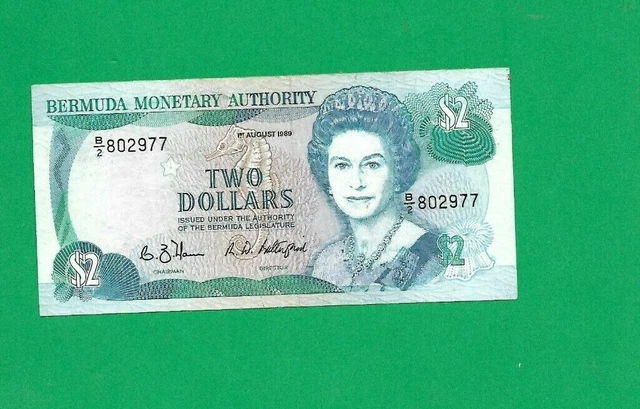 BERMUDA MONETARY AUTHORITY
$2
1ST AUGUST 1989
B/2 802977
TWO
DOLLARS
B/2 802977
ISSUED UNDER THE AUTHORITY
OF THE BERMUDA LEGISLATURE
$2
$2
CHAIRMAN
DIRECTOR